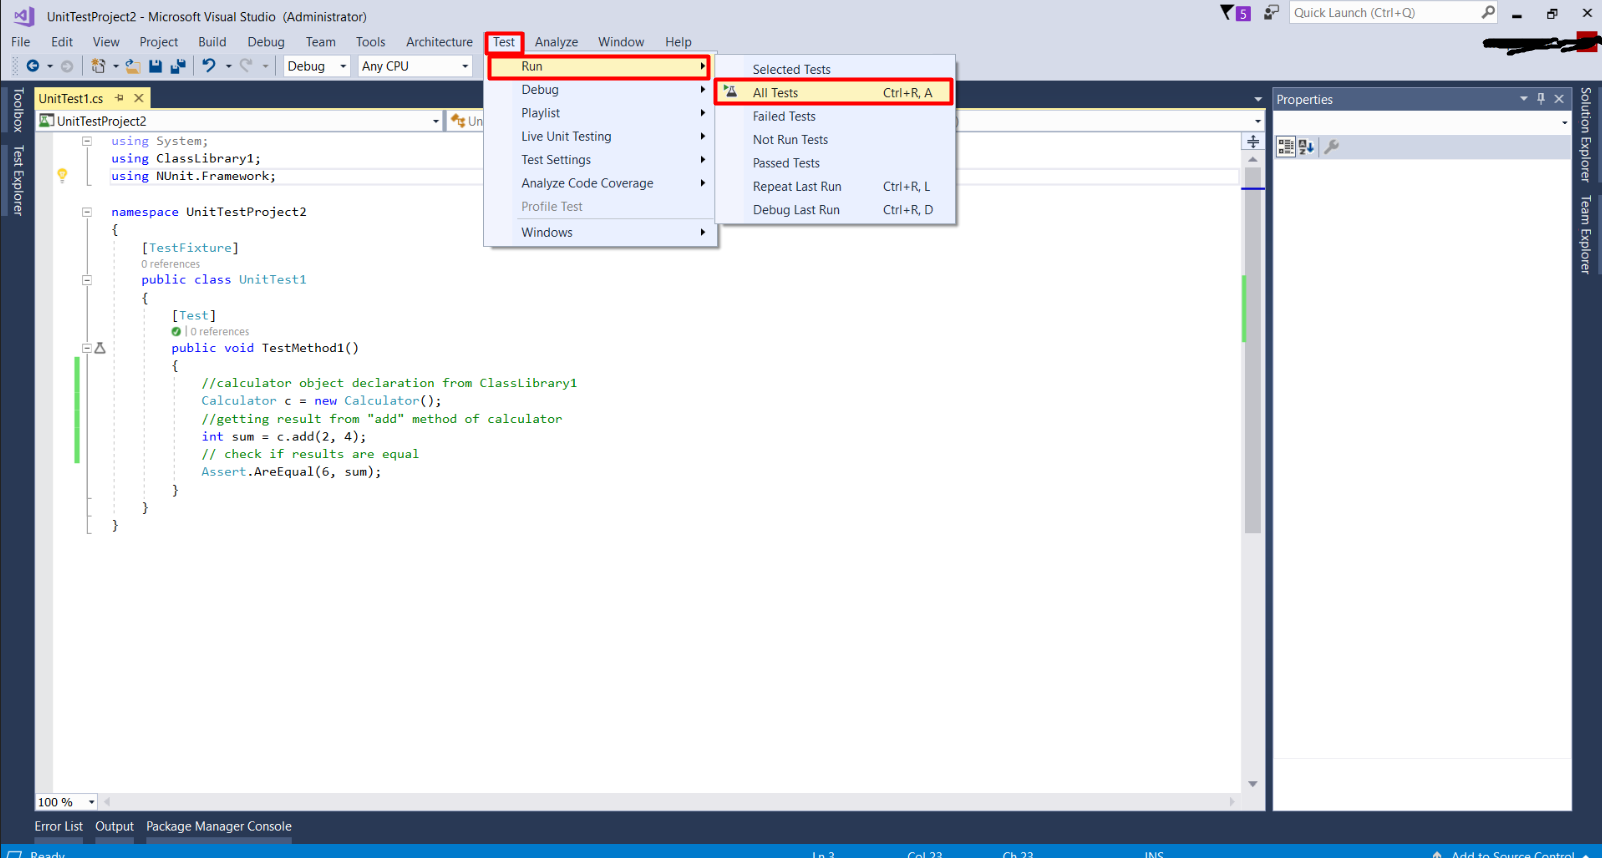 UnitTestProject2 - Microsoft Visual Studio (Administrator)
5
Quick Launch (Ctrl+Q)
File Edit View Project Build Debug Team Tools Architecture Test Analyze Window Help
Debug Any CPU
Run
Debug
Playlist
Live Unit Testing
Test Settings
Analyze Code Coverage
Profile Test
Windows
Selected Tests
All Tests Ctrl+R, A
Failed Tests
Not Run Tests
Passed Tests
Repeat Last Run Ctrl+R, L
Debug Last Run Ctrl+R, D
Toolbox
Test Explorer
UnitTest1.cs
UnitTestProject2
Un
using System;
using ClassLibrary1;
using NUnit.Framework;
namespace UnitTestProject2
{
[TestFixture]
0 references
public class UnitTest1
{
[Test]
| 0 references
public void TestMethod1()
{
//calculator object declaration from ClassLibrary1
Calculator c = new Calculator();
//getting result from "add" method of calculator
int sum = c.add(2, 4);
// check if results are equal
Assert.AreEqual(6, sum);
}
}
}
Properties
Solution Explorer
Team Explorer
100 %
Error List Output Package Manager Console
Ready Ln 3 Col 23 Ch 23 INS Add to Source Control